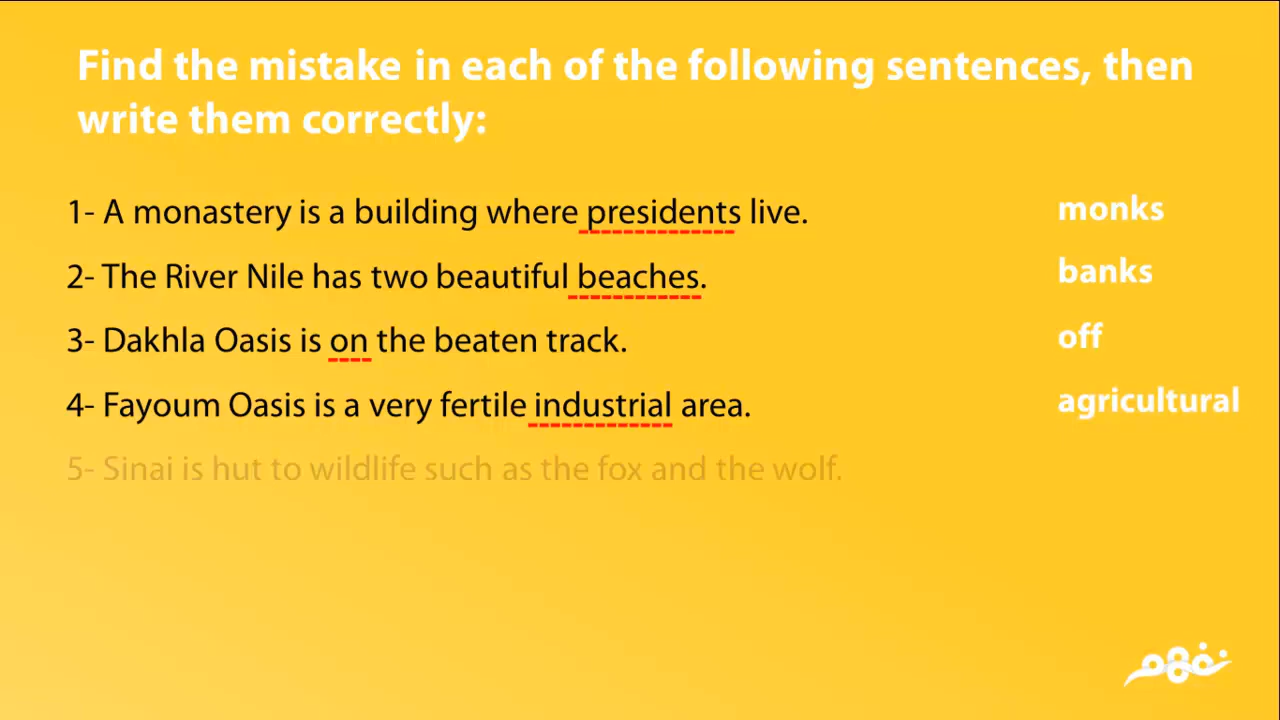 Find the mistake in each of the following sentences, then
write them correctly:
1- A monastery is a building where presidents live. monks
2- The River Nile has two beautiful beaches. banks
3- Dakhla Oasis is on the beaten track. off
4- Fayoum Oasis is a very fertile industrial area. agricultural
5- Sinai is hut to wildlife such as the fox and the wolf.
نفهم